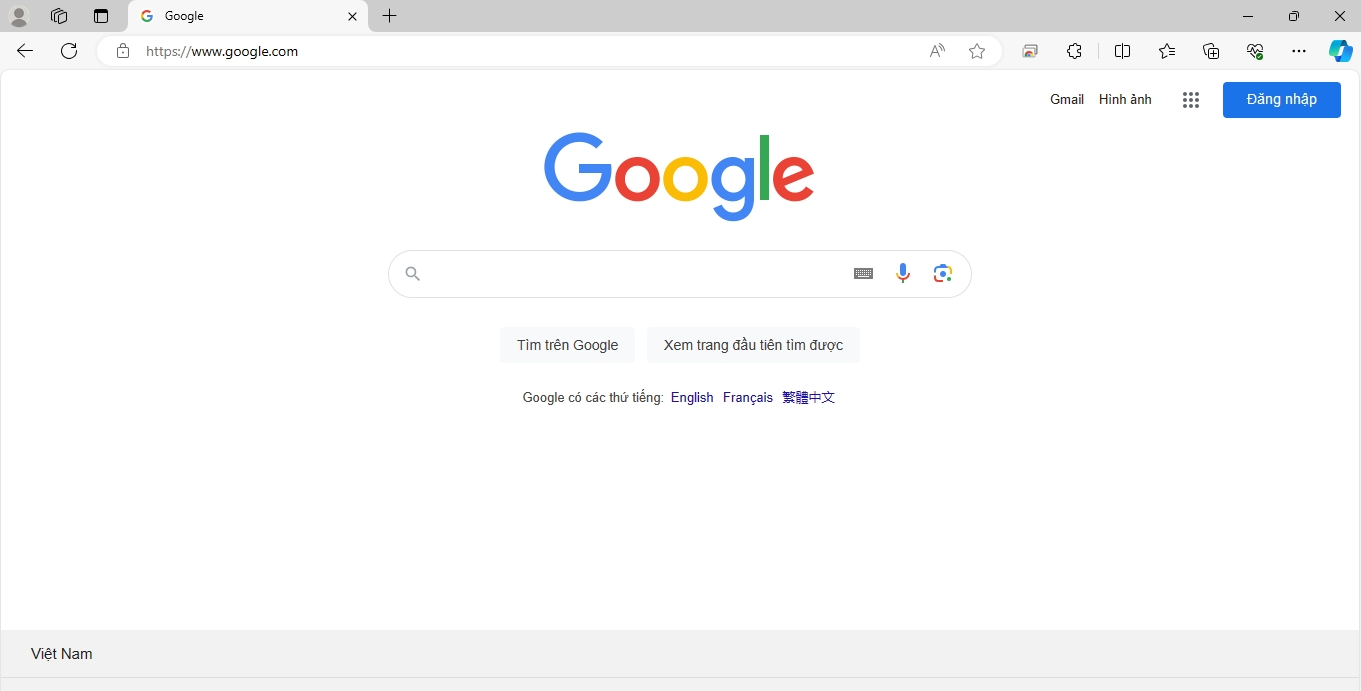 Google
https://www.google.com
Gmail Hình ảnh Đăng nhập
Google
Tìm trên Google Xem trang đầu tiên tìm được
Google có các thứ tiếng: English Français 繁體中文
Việt Nam